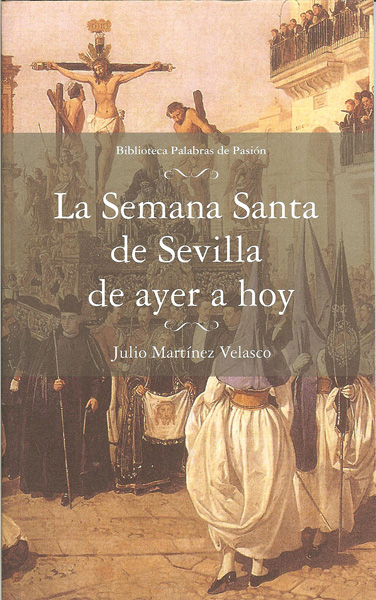 Biblioteca Palabras de Pasión
La Semana Santa
de Sevilla
de ayer a hoy
Julio Martínez Velasco